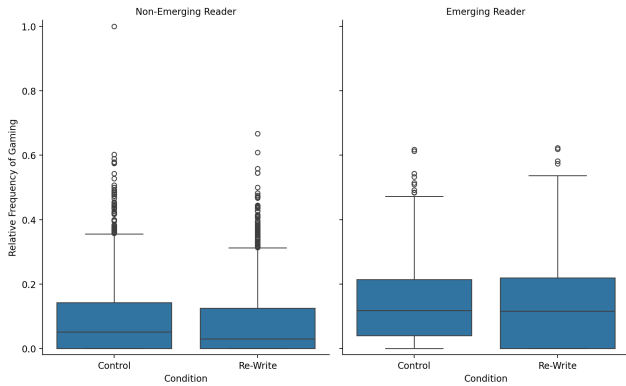 Non-Emerging Reader
Emerging Reader
Relative Frequency of Gaming
1.0
0.8
0.6
0.4
0.2
0.0
Control
Re-Write
Control
Re-Write
Condition
Condition